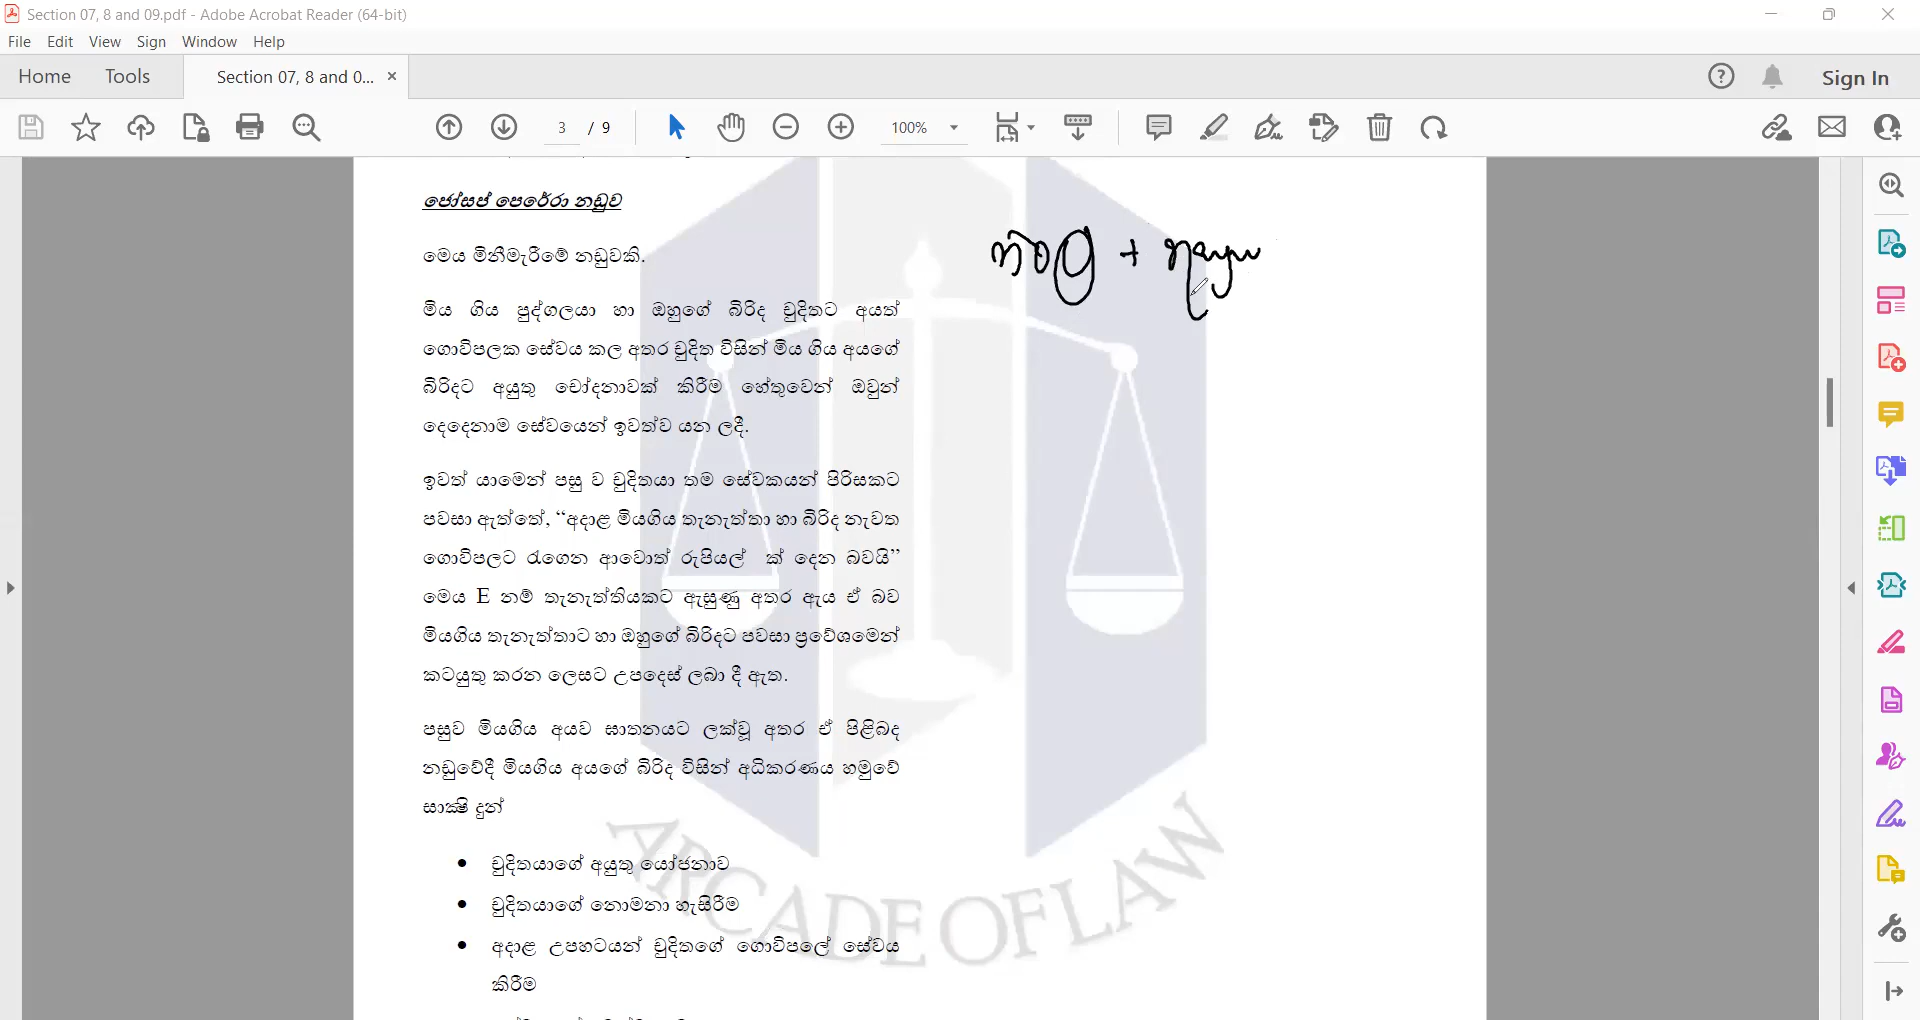 Section 07, 8 and 09.pdf - Adobe Acrobat Reader (64-bit)
File Edit View Sign Window Help
Home Tools Section 07, 8 and 0... × Sign In
3 / 9 100%
ජෝසප් පෙරේරා නඩුව
මෙය මිනීමැරීමේ නඩුවකි.
මිය ගිය පුද්ගලයා හා ඔහුගේ බිරිද චුදිතට අයත්
ගොවිපලක සේවය කල අතර චුදිත විසින් මිය ගිය අයගේ
බිරිදට අයුතු චෝදනාවක් කිරීම හේතුවෙන් ඔවුන්
දෙදෙනාම සේවයෙන් ඉවත්ව යන ලදී.
ඉවත් යාමෙන් පසු ව චුදිතයා තම සේවකයන් පිරිසකට
පවසා ඇත්තේ, “අදාළ මියගිය තැනැත්තා හා බිරිද නැවත
ගොවිපලට රැගෙන ආවොත් රුපියල් ක් දෙන බවයි”
මෙය E නම් තැනැත්තියකට ඇසුණු අතර ඇය ඒ බව
මියගිය තැනැත්තාට හා ඔහුගේ බිරිදට පවසා ප්‍රවේශමෙන්
කටයුතු කරන ලෙසට උපදෙස් ලබා දී ඇත.
පසුව මියගිය අයව ඝාතනයට ලක්වූ අතර ඒ පිළිබද
නඩුවේදී මියගිය අයගේ බිරිද විසින් අධිකරණය හමුවේ
සාක්‍ෂි දුන්
• චුදිතයාගේ අයුතු යෝජනාව
• චුදිතයාගේ නොමනා හැසිරීම
• අදාළ උපහටයන් චුදිතගේ ගොවිපලේ සේවය
කිරීම
ARCADE OF LAW